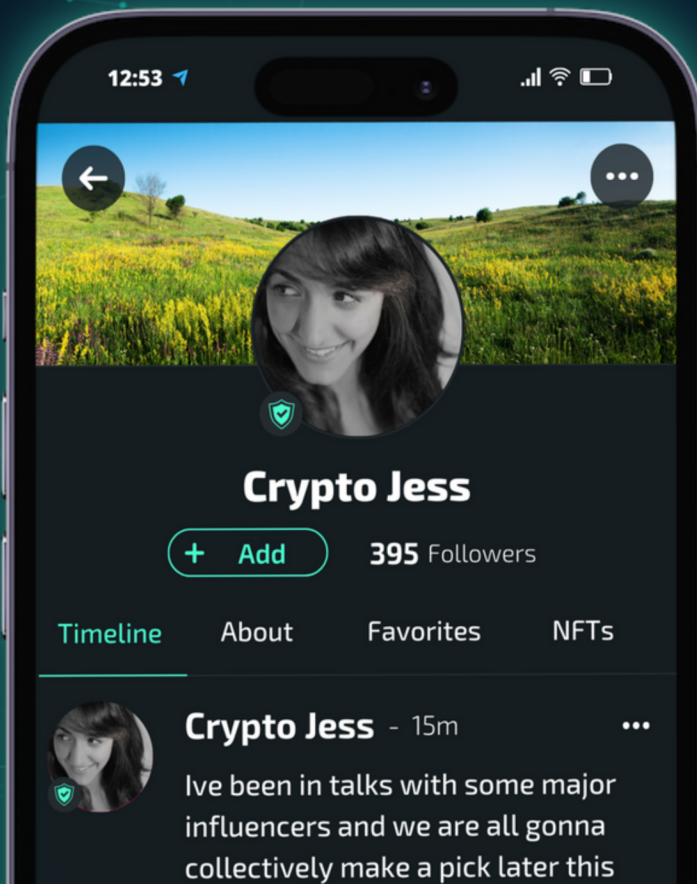 12:53
Crypto Jess
+ Add
395 Followers
Timeline About Favorites NFTs
Crypto Jess - 15m
Ive been in talks with some major
influencers and we are all gonna
collectively make a pick later this